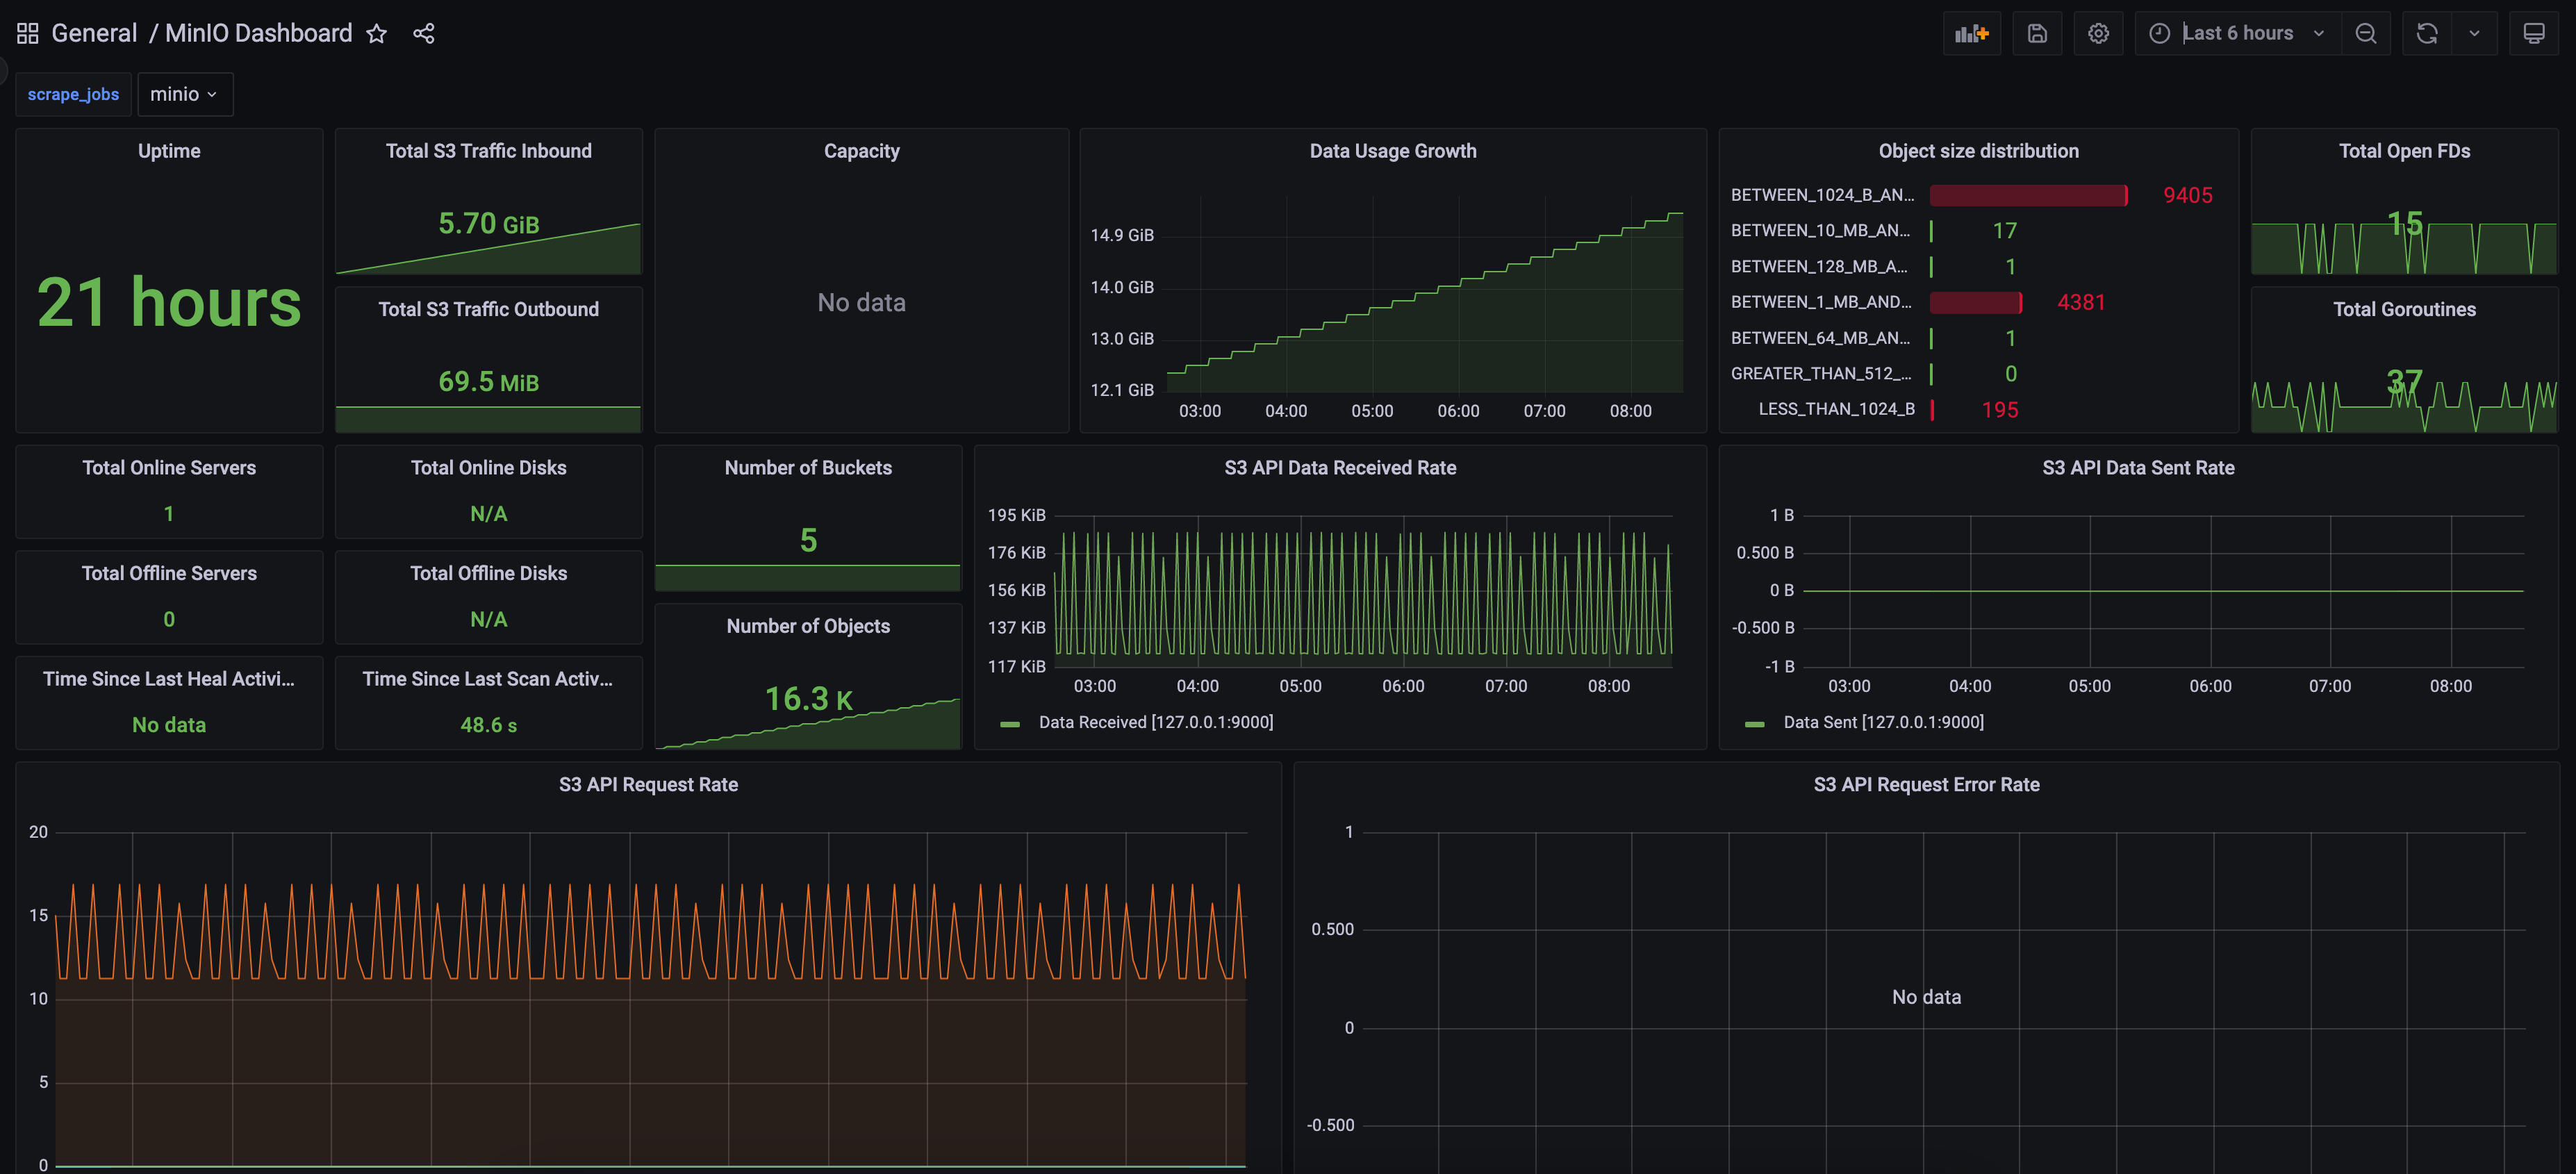 General / MinIO Dashboard
Last 6 hours
scrape_jobs
minio
Uptime
21 hours
Total S3 Traffic Inbound
5.70 GiB
Total S3 Traffic Outbound
69.5 MiB
Capacity
No data
Data Usage Growth
14.9 GiB
14.0 GiB
13.0 GiB
12.1 GiB
03:00 04:00 05:00 06:00 07:00 08:00
Object size distribution
BETWEEN_1024_B_AN... 9405
BETWEEN_10_MB_AN... 17
BETWEEN_128_MB_A... 1
BETWEEN_1_MB_AND... 4381
BETWEEN_64_MB_AN... 1
GREATER_THAN_512_... 0
LESS_THAN_1024_B 195
Total Open FDs
15
Total Goroutines
37
Total Online Servers
1
Total Online Disks
N/A
Total Offline Servers
0
Total Offline Disks
N/A
Time Since Last Heal Activi...
No data
Time Since Last Scan Activ...
48.6 s
Number of Buckets
5
Number of Objects
16.3 K
S3 API Data Received Rate
195 KiB
176 KiB
156 KiB
137 KiB
117 KiB
03:00 04:00 05:00 06:00 07:00 08:00
Data Received [127.0.0.1:9000]
S3 API Data Sent Rate
1 B
0.500 B
0 B
-0.500 B
-1 B
03:00 04:00 05:00 06:00 07:00 08:00
Data Sent [127.0.0.1:9000]
S3 API Request Rate
20
15
10
5
0
S3 API Request Error Rate
1
0.500
No data
0
-0.500